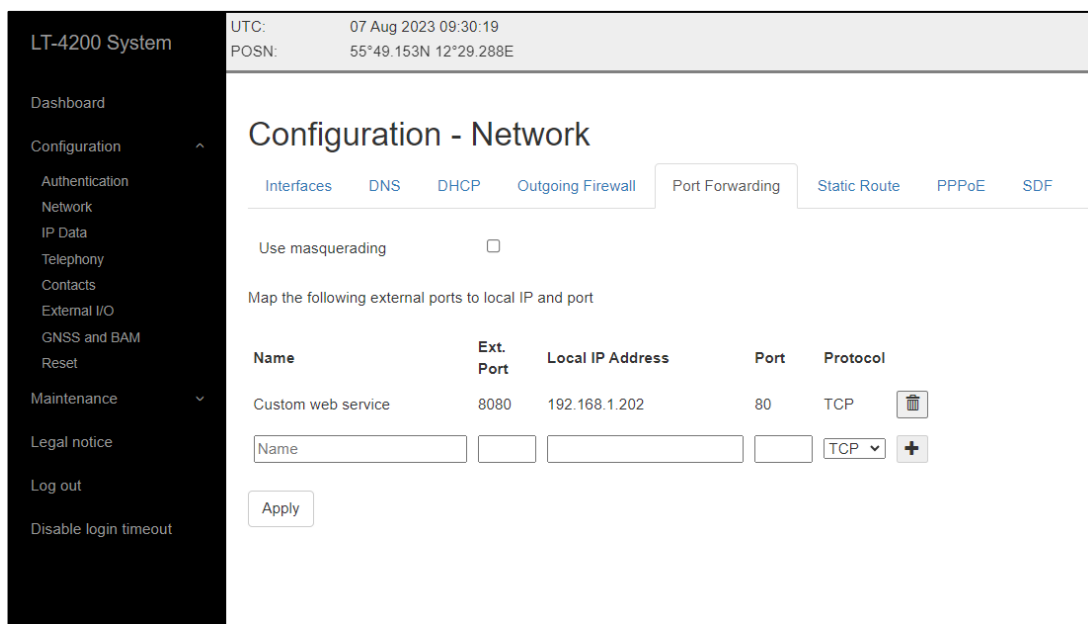 LT-4200 System
Dashboard
Configuration
Authentication
Network
IP Data
Telephony
Contacts
External I/O
GNSS and BAM
Reset
Maintenance
Legal notice
Log out
Disable login timeout
UTC: 07 Aug 2023 09:30:19
POSN: 55°49.153N 12°29.288E
Configuration - Network
Interfaces DNS DHCP Outgoing Firewall Port Forwarding Static Route PPPoE SDF
Use masquerading
Map the following external ports to local IP and port
Name Ext. Port Local IP Address Port Protocol
Custom web service 8080 192.168.1.202 80 TCP
Name TCP
Apply